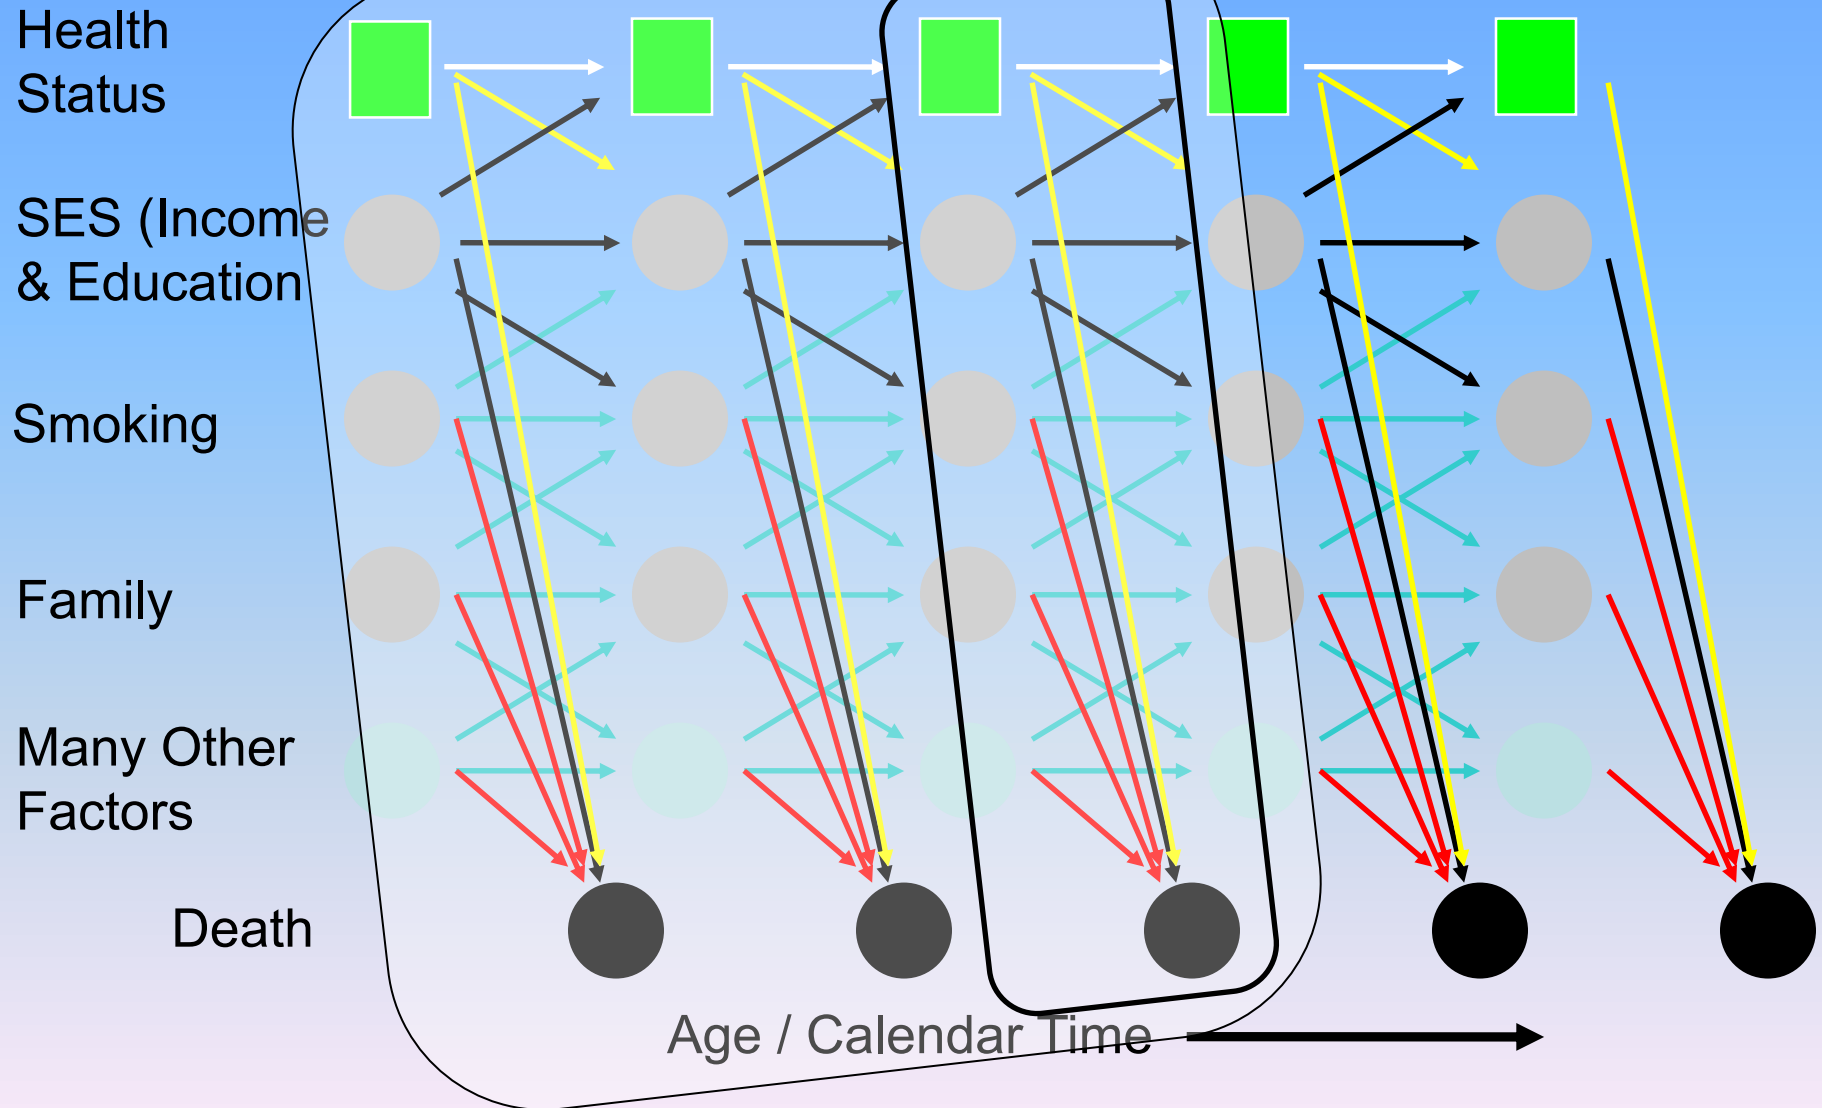 Health
Status
SES (Income
& Education
Smoking
Family
Many Other
Factors
Death
Age / Calendar Time